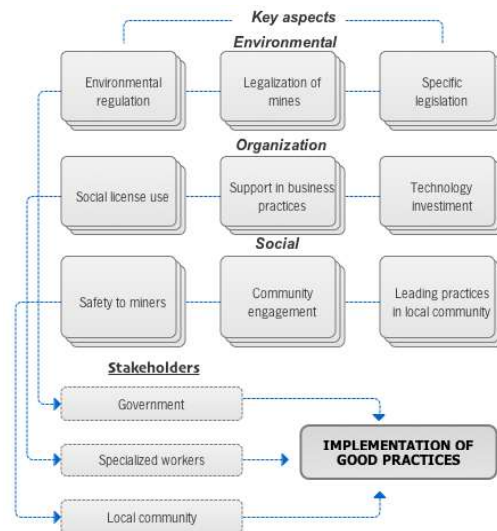 Key aspects
Environmental
Environmental
regulation
Legalization of
mines
Specific
legislation
Organization
Social license use
Support in business
practices
Technology
investiment
Social
Safety to miners
Community
engagement
Leading practices
in local community
Stakeholders
Government
Specialized workers
Local community
IMPLEMENTATION OF
GOOD PRACTICES